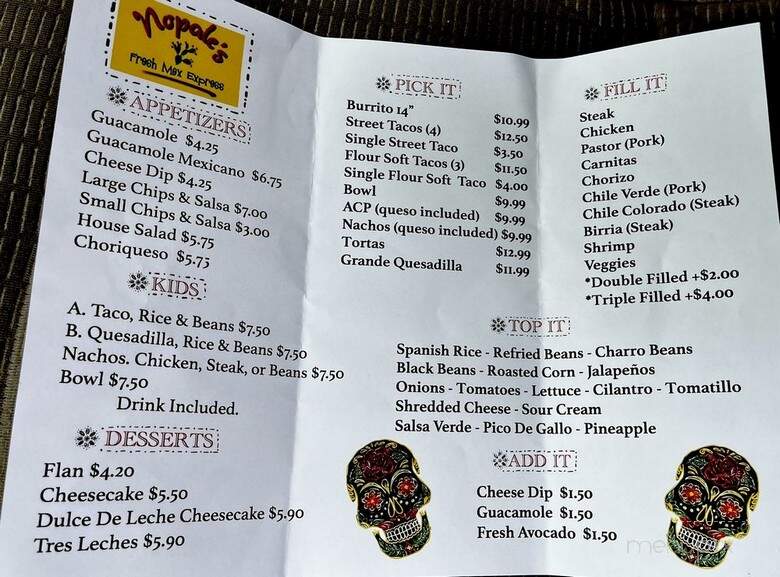 Nopale's
Fresh Mex Express
APPETIZERS
Guacamole $4.25
Guacamole Mexicano $6.75
Cheese Dip $4.25
Large Chips & Salsa $7.00
Small Chips & Salsa $3.00
House Salad $5.75
Choriqueso $5.75
KIDS
A. Taco, Rice & Beans $7.50
B. Quesadilla, Rice & Beans $7.50
Nachos. Chicken, Steak, or Beans $7.50
Bowl $7.50
Drink Included.
DESSERTS
Flan $4.20
Cheesecake $5.50
Dulce De Leche Cheesecake $5.90
Tres Leches $5.90
PICK IT
Burrito 14" $10.99
Street Tacos (4) $12.50
Single Street Taco $3.50
Flour Soft Tacos (3) $11.50
Single Flour Soft Taco $4.00
Bowl $9.99
ACP (queso included) $9.99
Nachos (queso included) $9.99
Tortas $12.99
Grande Quesadilla $11.99
FILL IT
Steak
Chicken
Pastor (Pork)
Carnitas
Chorizo
Chile Verde (Pork)
Chile Colorado (Steak)
Birria (Steak)
Shrimp
Veggies
*Double Filled +$2.00
*Triple Filled +$4.00
TOP IT
Spanish Rice - Refried Beans - Charro Beans
Black Beans - Roasted Corn - Jalapeños
Onions - Tomatoes - Lettuce - Cilantro - Tomatillo
Shredded Cheese - Sour Cream
Salsa Verde - Pico De Gallo - Pineapple
ADD IT
Cheese Dip $1.50
Guacamole $1.50
Fresh Avocado $1.50